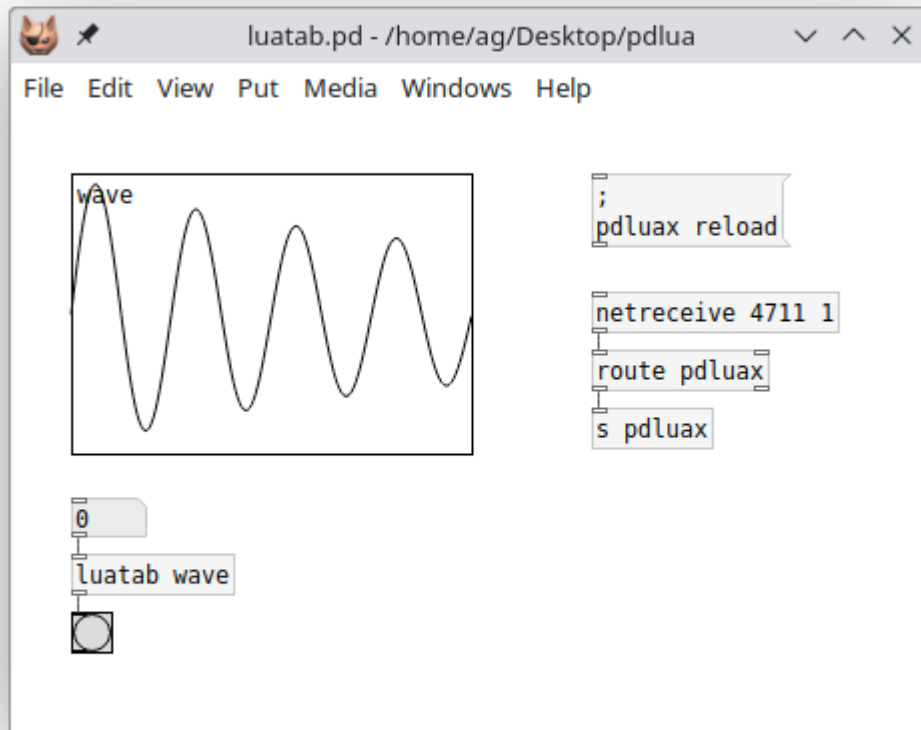 luatab.pd - /home/ag/Desktop/pdlua
File Edit View Put Media Windows Help
wave
;
pdluax reload
netreceive 4711 1
route pdluax
s pdluax
0
luatab wave